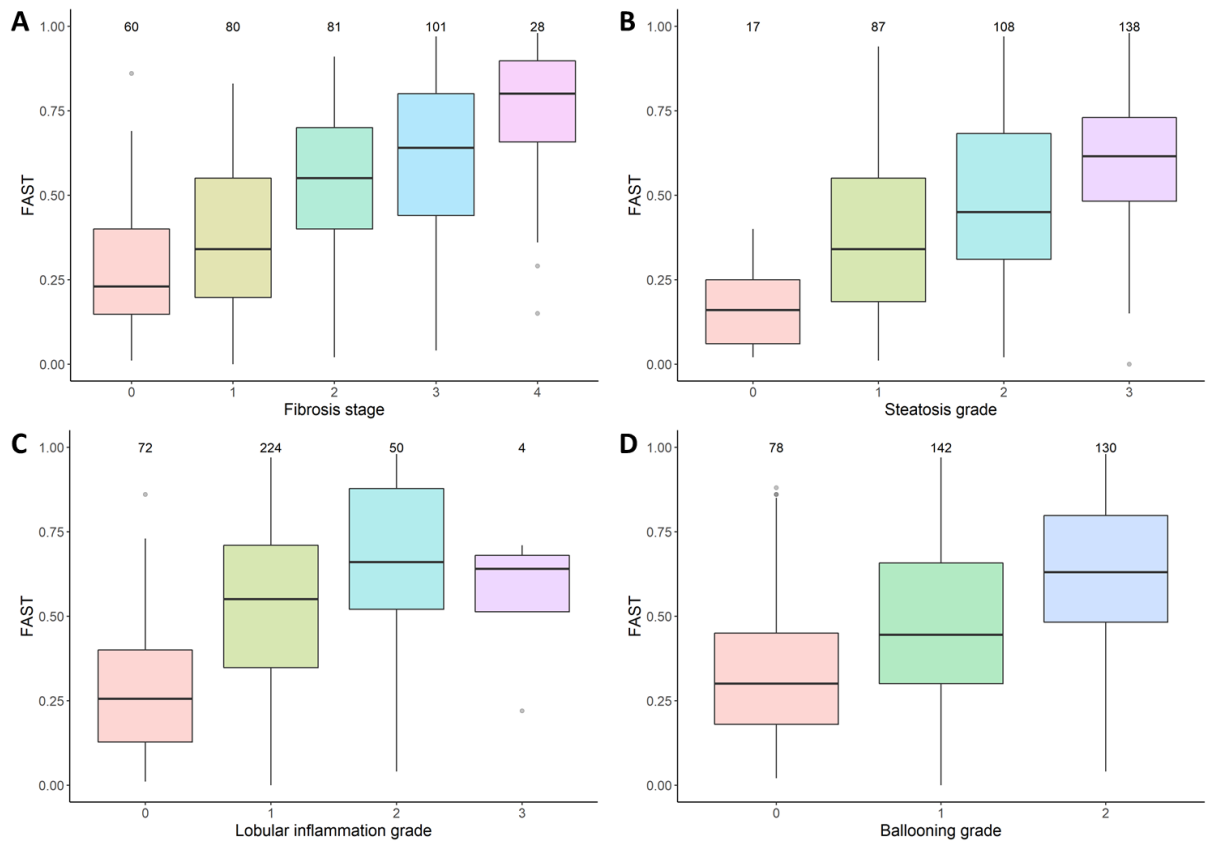 A
60 80 81 101 28
1.00
0.75
0.50
0.25
0.00
FAST
0 1 2 3 4
Fibrosis stage
B
17 87 108 138
1.00
0.75
0.50
0.25
0.00
FAST
0 1 2 3
Steatosis grade
C
72 224 50 4
1.00
0.75
0.50
0.25
0.00
FAST
0 1 2 3
Lobular inflammation grade
D
78 142 130
1.00
0.75
0.50
0.25
0.00
FAST
0 1 2
Ballooning grade